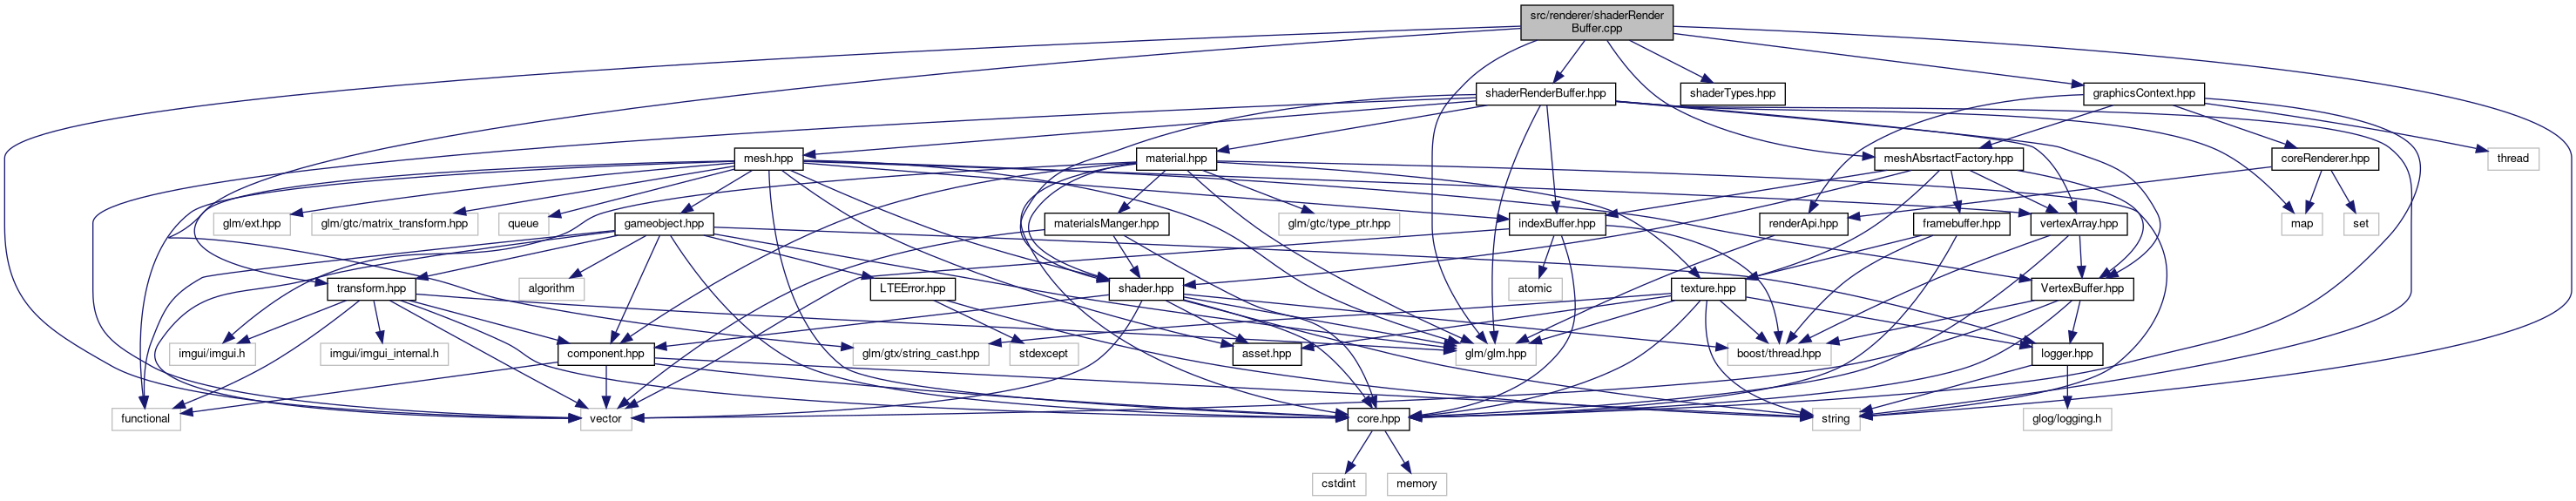 src/renderer/shaderRender
Buffer.cpp
shaderRenderBuffer.hpp
shaderTypes.hpp
graphicsContext.hpp
mesh.hpp
material.hpp
meshAbsrtactFactory.hpp
coreRenderer.hpp
thread
glm/ext.hpp
glm/gtc/matrix_transform.hpp
queue
gameobject.hpp
materialsManger.hpp
glm/gtc/type_ptr.hpp
indexBuffer.hpp
renderApi.hpp
framebuffer.hpp
vertexArray.hpp
map
set
transform.hpp
algorithm
LTEError.hpp
shader.hpp
atomic
texture.hpp
VertexBuffer.hpp
imgui/imgui.h
imgui/imgui_internal.h
component.hpp
glm/gtx/string_cast.hpp
stdexcept
asset.hpp
glm/glm.hpp
boost/thread.hpp
logger.hpp
functional
vector
core.hpp
string
glog/logging.h
cstdint
memory